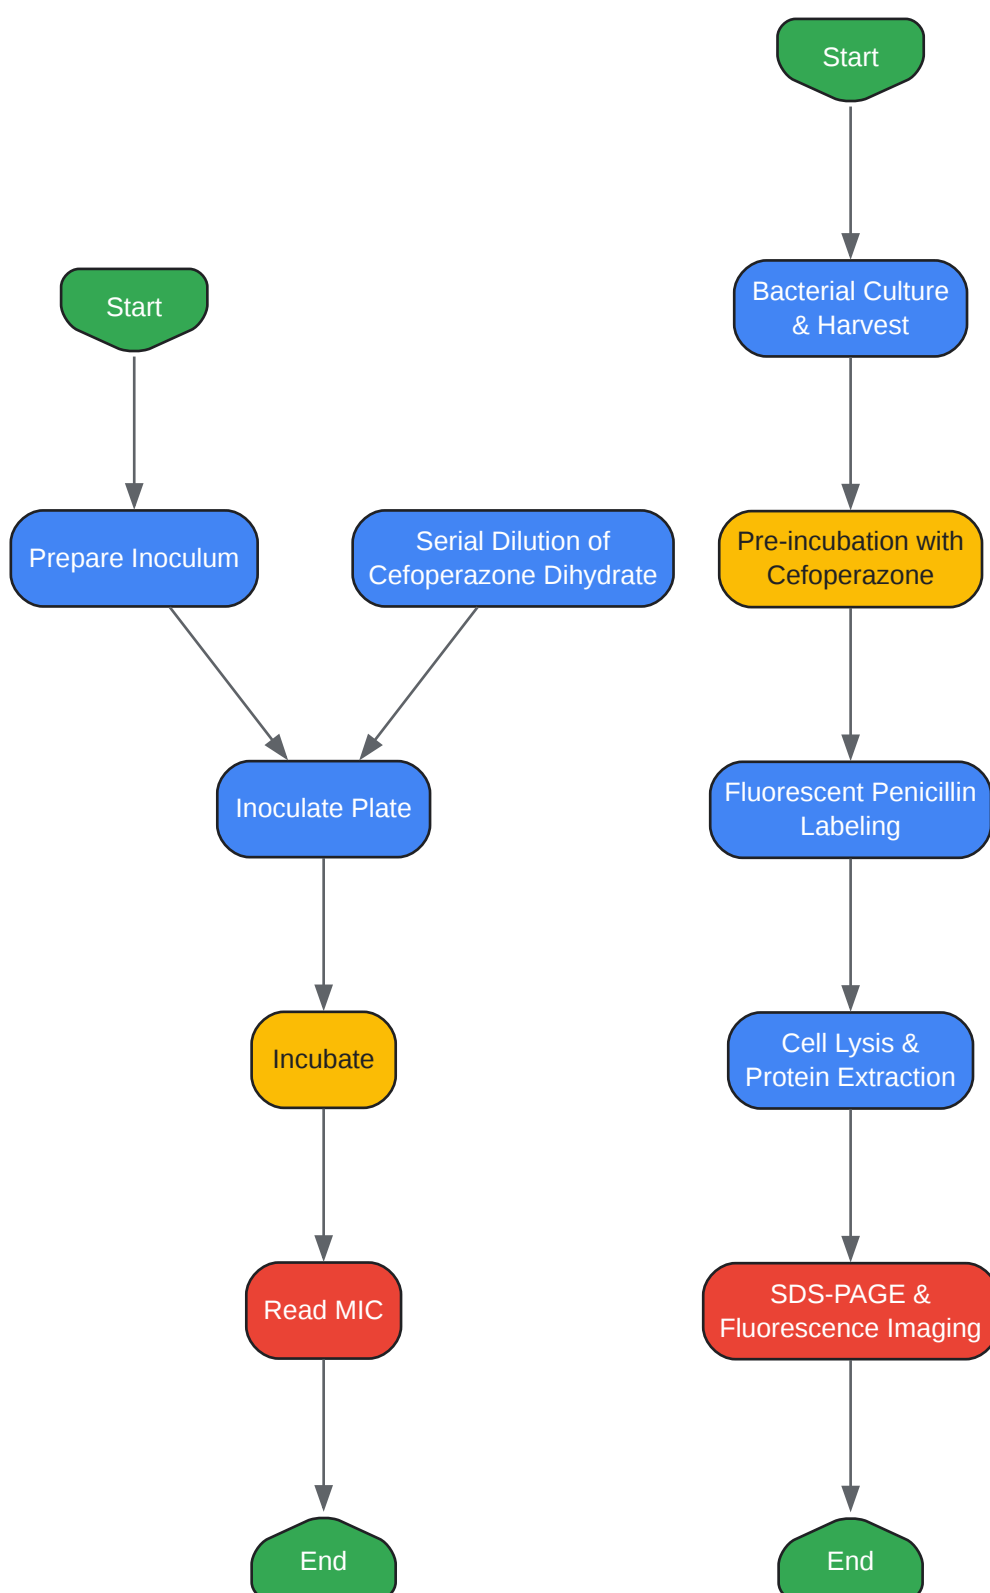 Start
Prepare Inoculum
Serial Dilution of
Cefoperazone Dihydrate
Inoculate Plate
Incubate
Read MIC
End
Start
Bacterial Culture
& Harvest
Pre-incubation with
Cefoperazone
Fluorescent Penicillin
Labeling
Cell Lysis &
Protein Extraction
SDS-PAGE &
Fluorescence Imaging
End